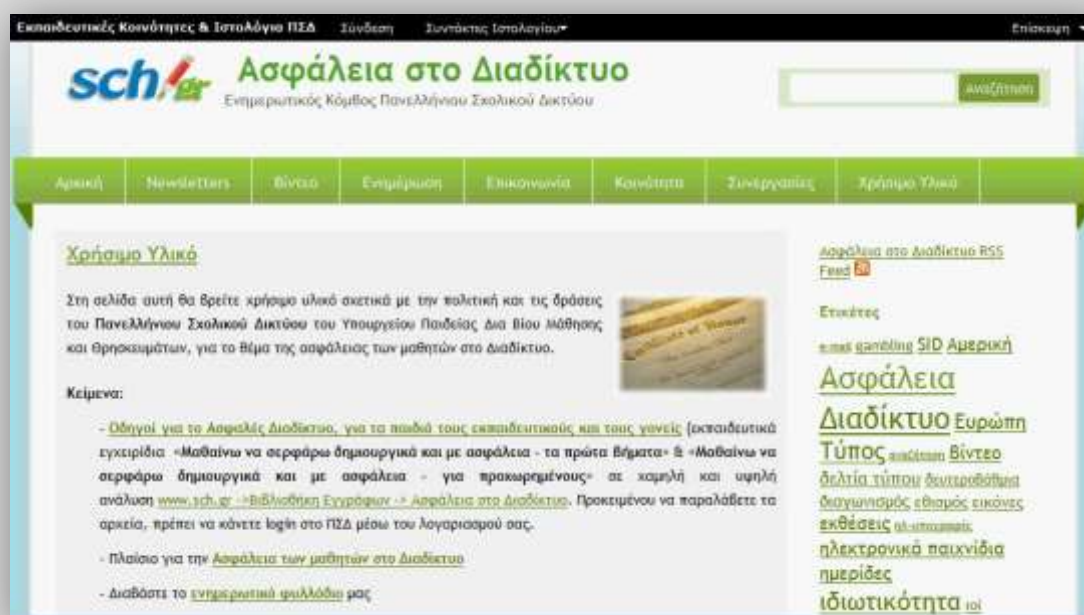 Εκπαιδευτικές Κοινότητες & Ιστολόγια ΠΣΔ Σύνδεση Συντάκτες Ιστολογίου Επίσκεψη
sch.gr Ασφάλεια στο Διαδίκτυο
Ενημερωτικός Κόμβος Πανελλήνιου Σχολικού Δικτύου
Αναζήτηση
Αρχική Newsletters Βίντεο Ενημέρωση Επικοινωνία Κοινότητα Συνεργασίες Χρήσιμο Υλικό
Χρήσιμο Υλικό
Στη σελίδα αυτή θα βρείτε χρήσιμο υλικό σχετικά με την πολιτική και τις δράσεις
του Πανελλήνιου Σχολικού Δικτύου του Υπουργείου Παιδείας Δια Βίου Μάθησης
και Θρησκευμάτων, για το θέμα της ασφάλειας των μαθητών στο Διαδίκτυο.
Κείμενα:
- Οδηγοί για το Ασφαλές Διαδίκτυο, για τα παιδιά τους εκπαιδευτικούς και τους γονείς (εκπαιδευτικά
εγχειρίδια «Μαθαίνω να σερφάρω δημιουργικά και με ασφάλεια - τα πρώτα βήματα» & «Μαθαίνω να
σερφάρω δημιουργικά και με ασφάλεια - για προχωρημένους» σε χαμηλή και υψηλή
ανάλυση www.sch.gr ->Βιβλιοθήκη Εγγράφων -> Ασφάλεια στο Διαδίκτυο. Προκειμένου να παραλάβετε τα
αρχεία, πρέπει να κάνετε login στο ΠΣΔ μέσω του λογαριασμού σας.
- Πλαίσιο για την Ασφάλεια των μαθητών στο Διαδίκτυο
- Διαβάστε το ενημερωτικό φυλλάδιο μας
Ασφάλεια στο Διαδίκτυο RSS
Feed
Ετικέτες
e-mail gambling SID Αμερική
Ασφάλεια
Διαδίκτυο Ευρώπη
Τύπος αναζήτηση Βίντεο
δελτία τύπου δευτεροβάθμια
διαγωνισμός εθισμός εικόνες
εκθέσεις
ηλεκτρονικά παιχνίδια
ημερίδες
ιδιωτικότητα ιοί